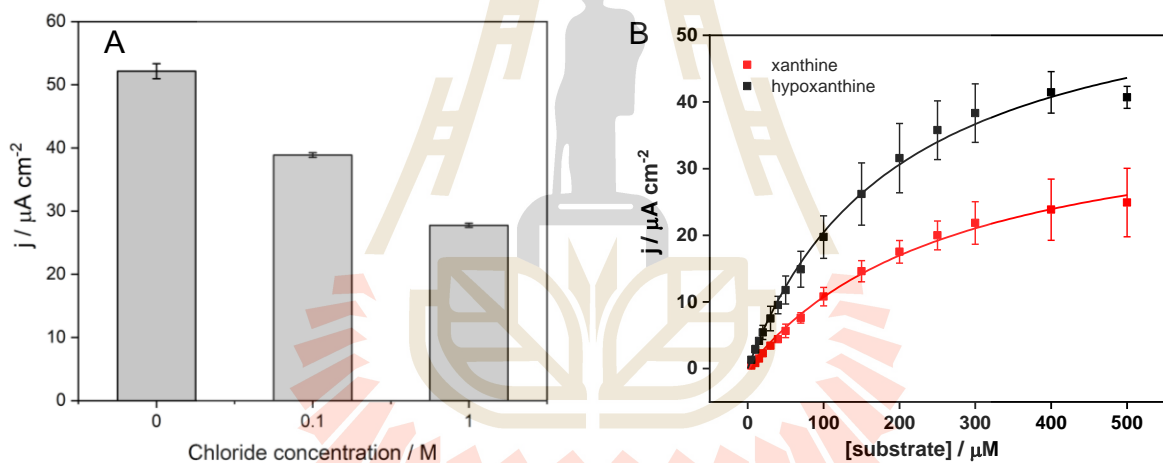 A
60
50
40
30
20
10
0
j / μA cm⁻²
0 0.1 1
Chloride concentration / M
B
xanthine
hypoxanthine
50
40
30
20
10
0
j / μA cm⁻²
0 100 200 300 400 500
[substrate] / μM